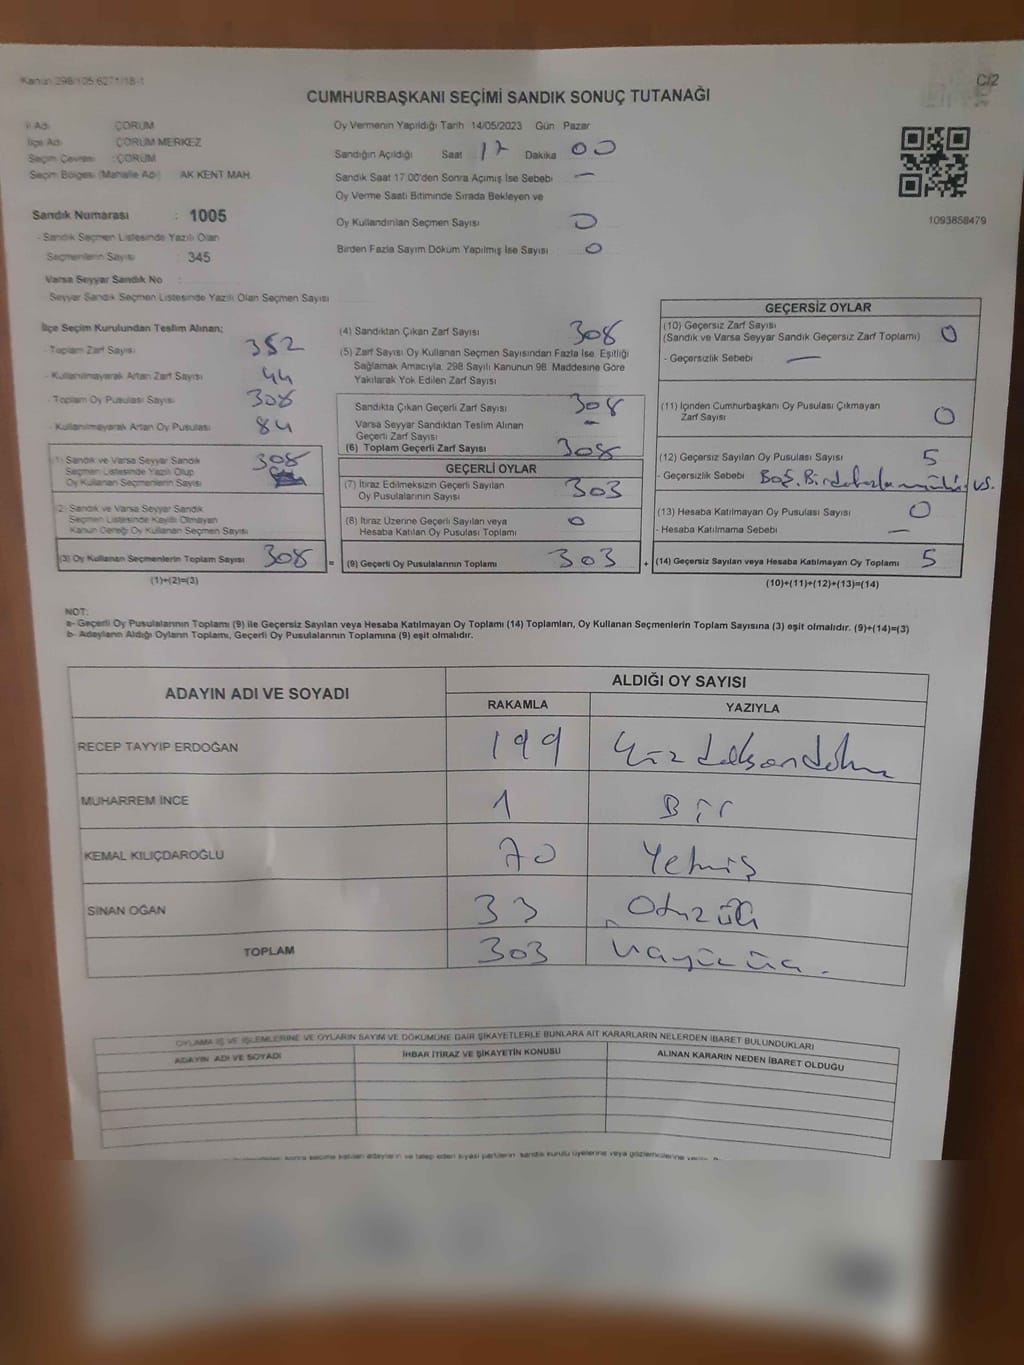 Kanun 298/105 6271/18-1
C/2
CUMHURBAŞKANI SEÇİMİ SANDIK SONUÇ TUTANAĞI
İl Adı : ÇORUM
İlçe Adı : ÇORUM MERKEZ
Seçim Çevresi : ÇORUM
Seçim Bölgesi (Mahalle Adı) AK KENT MAH.
Sandık Numarası : 1005
- Sandık Seçmen Listesinde Yazılı Olan
Seçmenlerin Sayısı : 345
Varsa Seyyar Sandık No :
- Seyyar Sandık Seçmen Listesinde Yazılı Olan Seçmen Sayısı
Oy Vermenin Yapıldığı Tarih 14/05/2023 Gün Pazar
Sandığın Açıldığı Saat 17 Dakika 00
Sandık Saat 17:00'den Sonra Açımış İse Sebebi —
Oy Verme Saati Bitiminde Sırada Bekleyen ve
Oy Kullandırılan Seçmen Sayısı 0
Birden Fazla Sayım Döküm Yapılmış İse Sayısı 0
1093858479
İlçe Seçim Kurulundan Teslim Alınan;
- Toplam Zarf Sayısı 352
- Kullanılmayarak Artan Zarf Sayısı 44
- Toplam Oy Pusulası Sayısı 308
- Kullanılmayarak Artan Oy Pusulası 84
(1) Sandık ve Varsa Seyyar Sandık 308
Seçmen Listesinde Yazılı Olup
Oy Kullanan Seçmenlerin Sayısı
(2) Sandık ve Varsa Seyyar Sandık
Seçmen Listesinde Kayıtlı Olmayan
Kanun Gereği Oy Kullanan Seçmen Sayısı
(3) Oy Kullanan Seçmenlerin Toplam Sayısı 308 =
(1)+(2)=(3)
(4) Sandıktan Çıkan Zarf Sayısı 308
(5) Zarf Sayısı Oy Kullanan Seçmen Sayısından Fazla İse, Eşitliği
Sağlamak Amacıyla, 298 Sayılı Kanunun 98. Maddesine Göre
Yakılarak Yok Edilen Zarf Sayısı
Sandıkta Çıkan Geçerli Zarf Sayısı 308
Varsa Seyyar Sandıktan Teslim Alınan —
Geçerli Zarf Sayısı
(6) Toplam Geçerli Zarf Sayısı 308
GEÇERLİ OYLAR
(7) İtiraz Edilmeksizin Geçerli Sayılan 303
Oy Pusulalarının Sayısı
(8) İtiraz Üzerine Geçerli Sayılan veya 0
Hesaba Katılan Oy Pusulası Toplamı
(9) Geçerli Oy Pusulalarının Toplamı 303 +
GEÇERSİZ OYLAR
(10) Geçersiz Zarf Sayısı 0
(Sandık ve Varsa Seyyar Sandık Geçersiz Zarf Toplamı)
- Geçersizlik Sebebi —
(11) İçinden Cumhurbaşkanı Oy Pusulası Çıkmayan 0
Zarf Sayısı
(12) Geçersiz Sayılan Oy Pusulası Sayısı 5
- Geçersizlik Sebebi Boş, Birdefazla mühür vs.
(13) Hesaba Katılmayan Oy Pusulası Sayısı 0
- Hesaba Katılmama Sebebi —
(14) Geçersiz Sayılan veya Hesaba Katılmayan Oy Toplamı 5
(10)+(11)+(12)+(13)=(14)
NOT:
a- Geçerli Oy Pusulalarının Toplamı (9) ile Geçersiz Sayılan veya Hesaba Katılmayan Oy Toplamı (14) Toplamları, Oy Kullanan Seçmenlerin Toplam Sayısına (3) eşit olmalıdır. (9)+(14)=(3)
b- Adayların Aldığı Oyların Toplamı, Geçerli Oy Pusulalarının Toplamına (9) eşit olmalıdır.
ADAYIN ADI VE SOYADI ALDIĞI OY SAYISI
RAKAMLA YAZIYLA
RECEP TAYYİP ERDOĞAN 199 Yüz doksandokuz
MUHARREM İNCE 1 Bir
KEMAL KILIÇDAROĞLU 70 Yetmiş
SİNAN OĞAN 33 Otuz üç
TOPLAM 303 üçyüz üç.
OYLAMA İŞ VE İŞLEMLERİNE VE OYLARIN SAYIM VE DÖKÜMÜNE DAİR ŞİKAYETLERLE BUNLARA AİT KARARLARIN NELERDEN İBARET BULUNDUKLARI
ADAYIN ADI VE SOYADI İHBAR İTİRAZ VE ŞİKAYETİN KONUSU ALINAN KARARIN NEDEN İBARET OLDUĞU